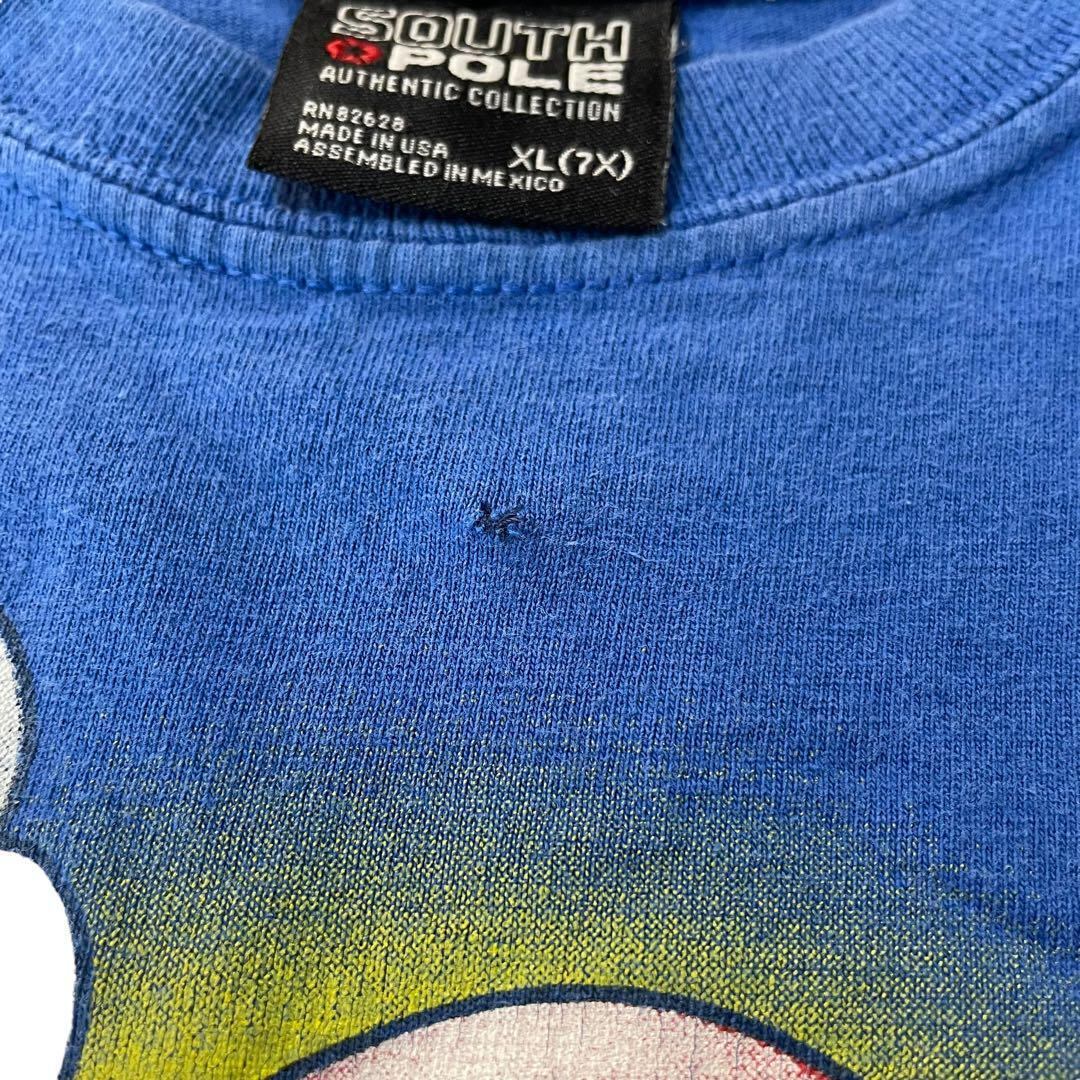 SOUTH
POLE
AUTHENTIC COLLECTION
RN 82628
MADE IN USA
ASSEMBLED IN MEXICO
XL(7X)